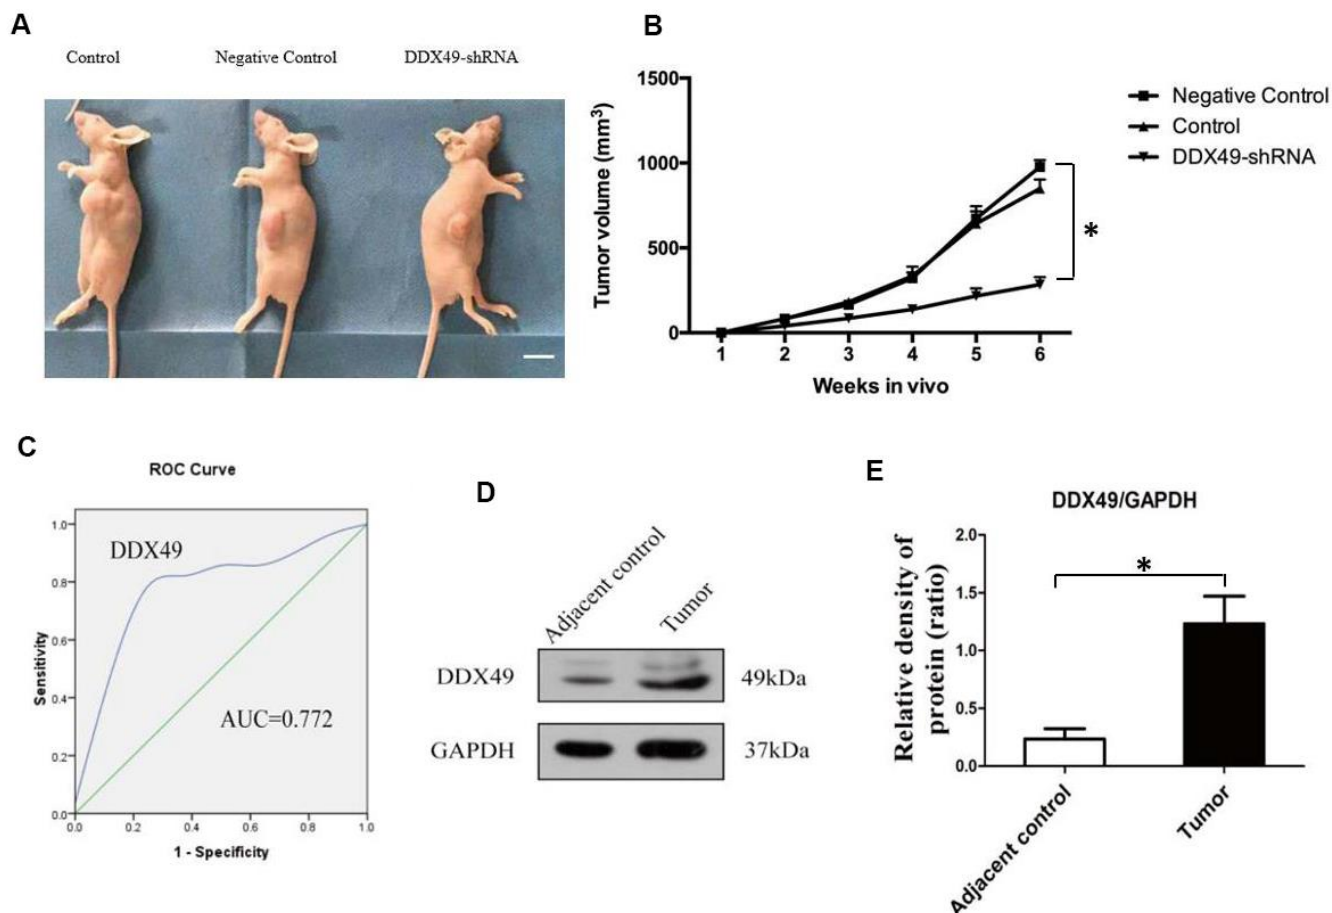 A
Control Negative Control DDX49-shRNA
B
Tumor volume (mm³)
1500
1000
500
0
1 2 3 4 5 6
Weeks in vivo
Negative Control
Control
DDX49-shRNA
*
C
ROC Curve
Sensitivity
1.0
0.8
0.6
0.4
0.2
0.0
0.0 0.2 0.4 0.6 0.8 1.0
1 - Specificity
DDX49
AUC=0.772
D
Adjacent control
Tumor
DDX49 49kDa
GAPDH 37kDa
E
DDX49/GAPDH
Relative density of
protein (ratio)
2.0
1.5
1.0
0.5
0.0
*
Adjacent control
Tumor